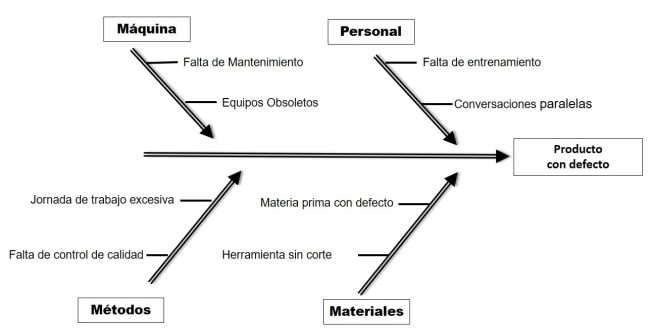 Máquina
Personal
Falta de Mantenimiento
Falta de entrenamiento
Equipos Obsoletos
Conversaciones paralelas
Producto
con defecto
Jornada de trabajo excesiva
Materia prima con defecto
Falta de control de calidad
Herramienta sin corte
Métodos
Materiales